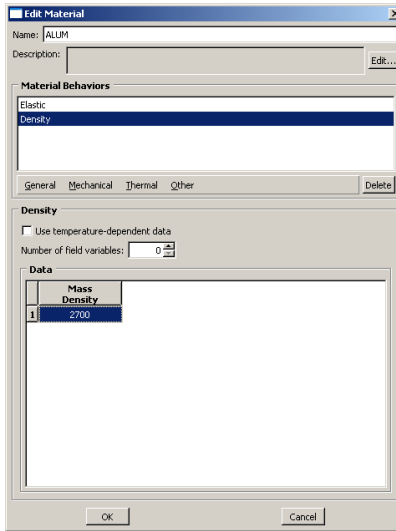 Edit Material
Name: ALUM
Description:
Edit...
Material Behaviors
Elastic
Density
General Mechanical Thermal Other Delete
Density
Use temperature-dependent data
Number of field variables: 0
Data
Mass
Density
1 2700
OK Cancel